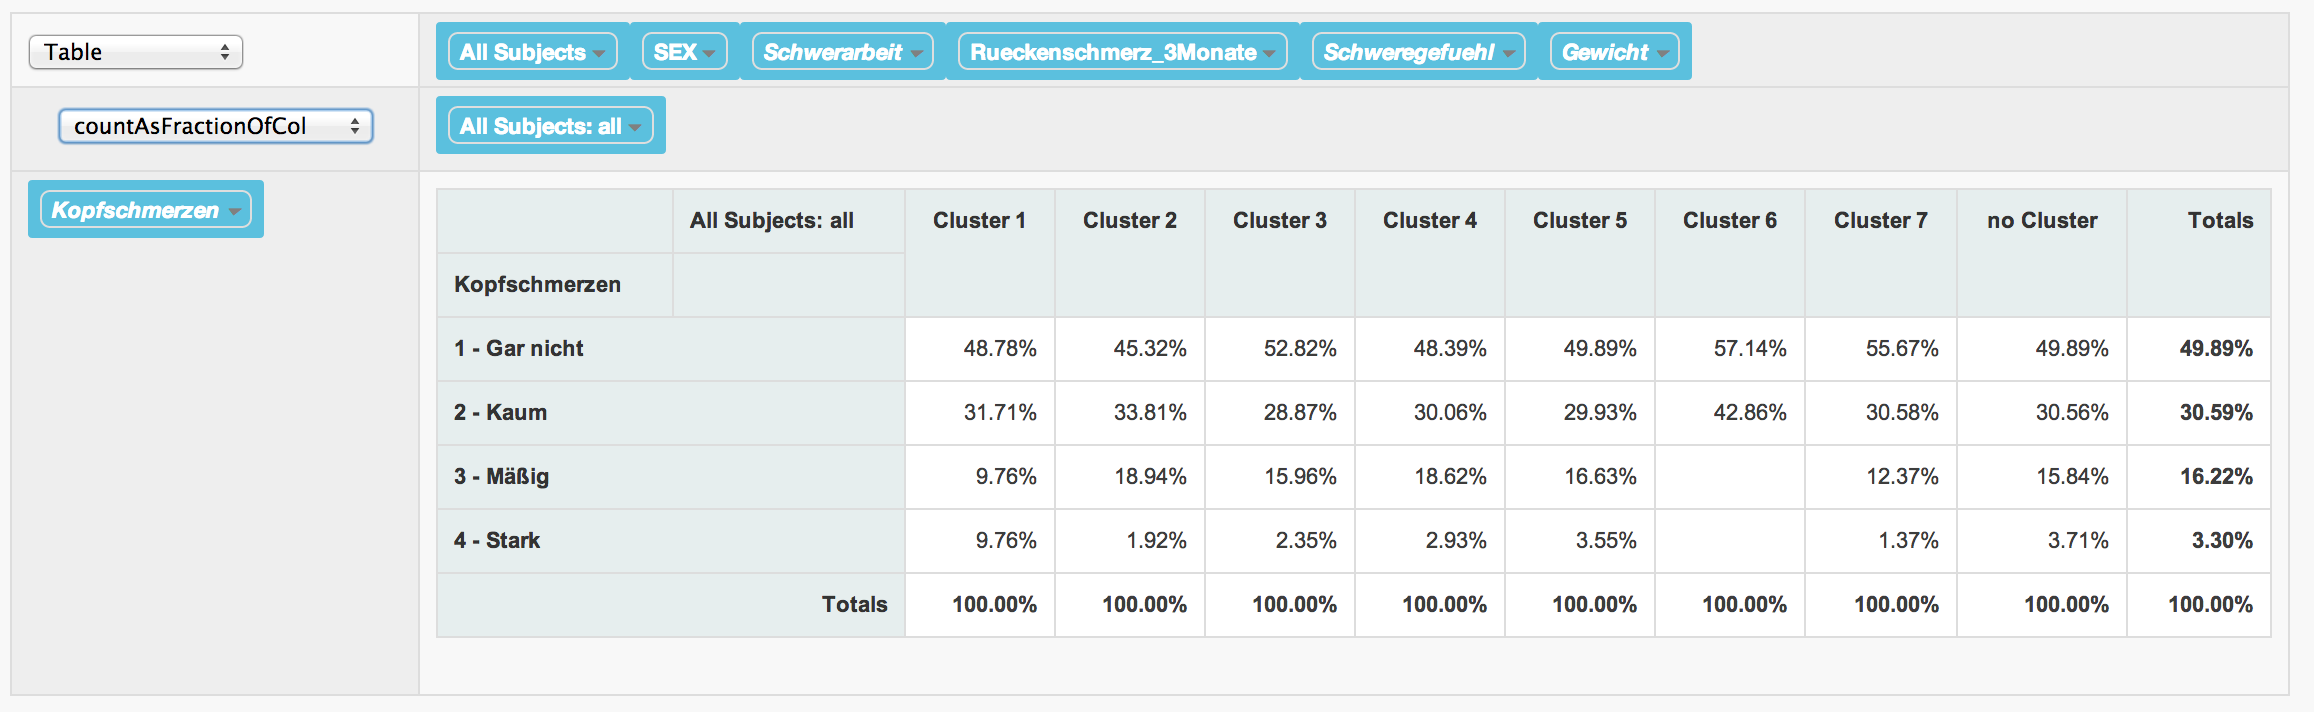 Table
All Subjects SEX Schwerarbeit Rueckenschmerz_3Monate Schweregefuehl Gewicht
countAsFractionOfCol
All Subjects: all
Kopfschmerzen
All Subjects: all Cluster 1 Cluster 2 Cluster 3 Cluster 4 Cluster 5 Cluster 6 Cluster 7 no Cluster Totals
Kopfschmerzen
1 - Gar nicht 48.78% 45.32% 52.82% 48.39% 49.89% 57.14% 55.67% 49.89% 49.89%
2 - Kaum 31.71% 33.81% 28.87% 30.06% 29.93% 42.86% 30.58% 30.56% 30.59%
3 - Mäßig 9.76% 18.94% 15.96% 18.62% 16.63% 12.37% 15.84% 16.22%
4 - Stark 9.76% 1.92% 2.35% 2.93% 3.55% 1.37% 3.71% 3.30%
Totals 100.00% 100.00% 100.00% 100.00% 100.00% 100.00% 100.00% 100.00% 100.00%